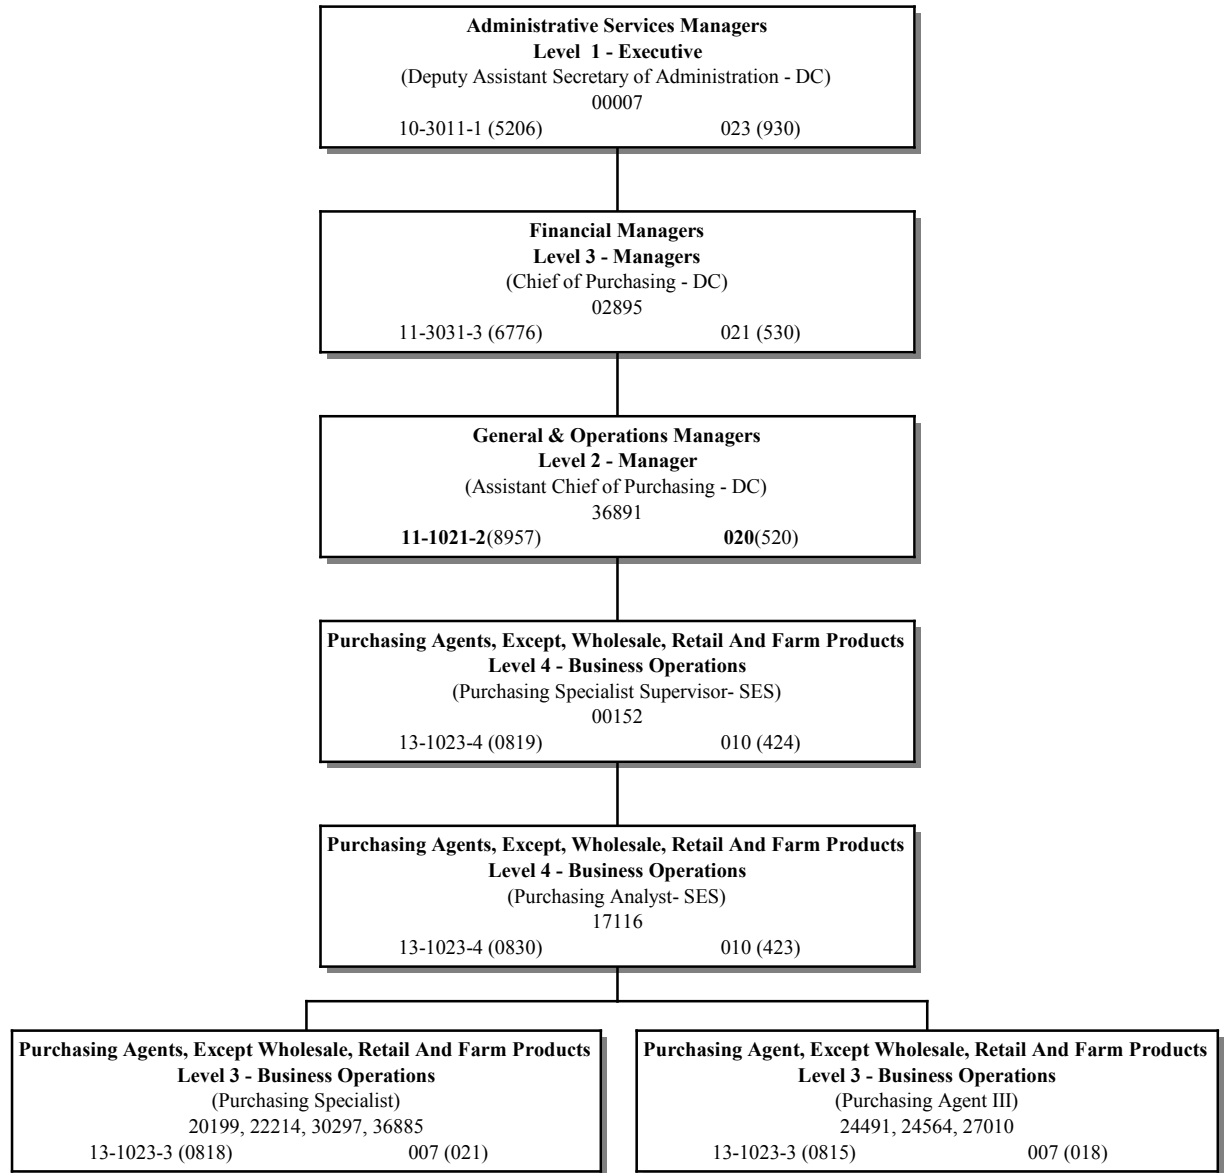 Administrative Services Managers
Level 1 - Executive
(Deputy Assistant Secretary of Administration - DC)
00007
10-3011-1 (5206) 023 (930)
Financial Managers
Level 3 - Managers
(Chief of Purchasing - DC)
02895
11-3031-3 (6776) 021 (530)
General & Operations Managers
Level 2 - Manager
(Assistant Chief of Purchasing - DC)
36891
11-1021-2(8957) 020(520)
Purchasing Agents, Except, Wholesale, Retail And Farm Products
Level 4 - Business Operations
(Purchasing Specialist Supervisor- SES)
00152
13-1023-4 (0819) 010 (424)
Purchasing Agents, Except, Wholesale, Retail And Farm Products
Level 4 - Business Operations
(Purchasing Analyst- SES)
17116
13-1023-4 (0830) 010 (423)
Purchasing Agents, Except Wholesale, Retail And Farm Products
Level 3 - Business Operations
(Purchasing Specialist)
20199, 22214, 30297, 36885
13-1023-3 (0818) 007 (021)
Purchasing Agent, Except Wholesale, Retail And Farm Products
Level 3 - Business Operations
(Purchasing Agent III)
24491, 24564, 27010
13-1023-3 (0815) 007 (018)